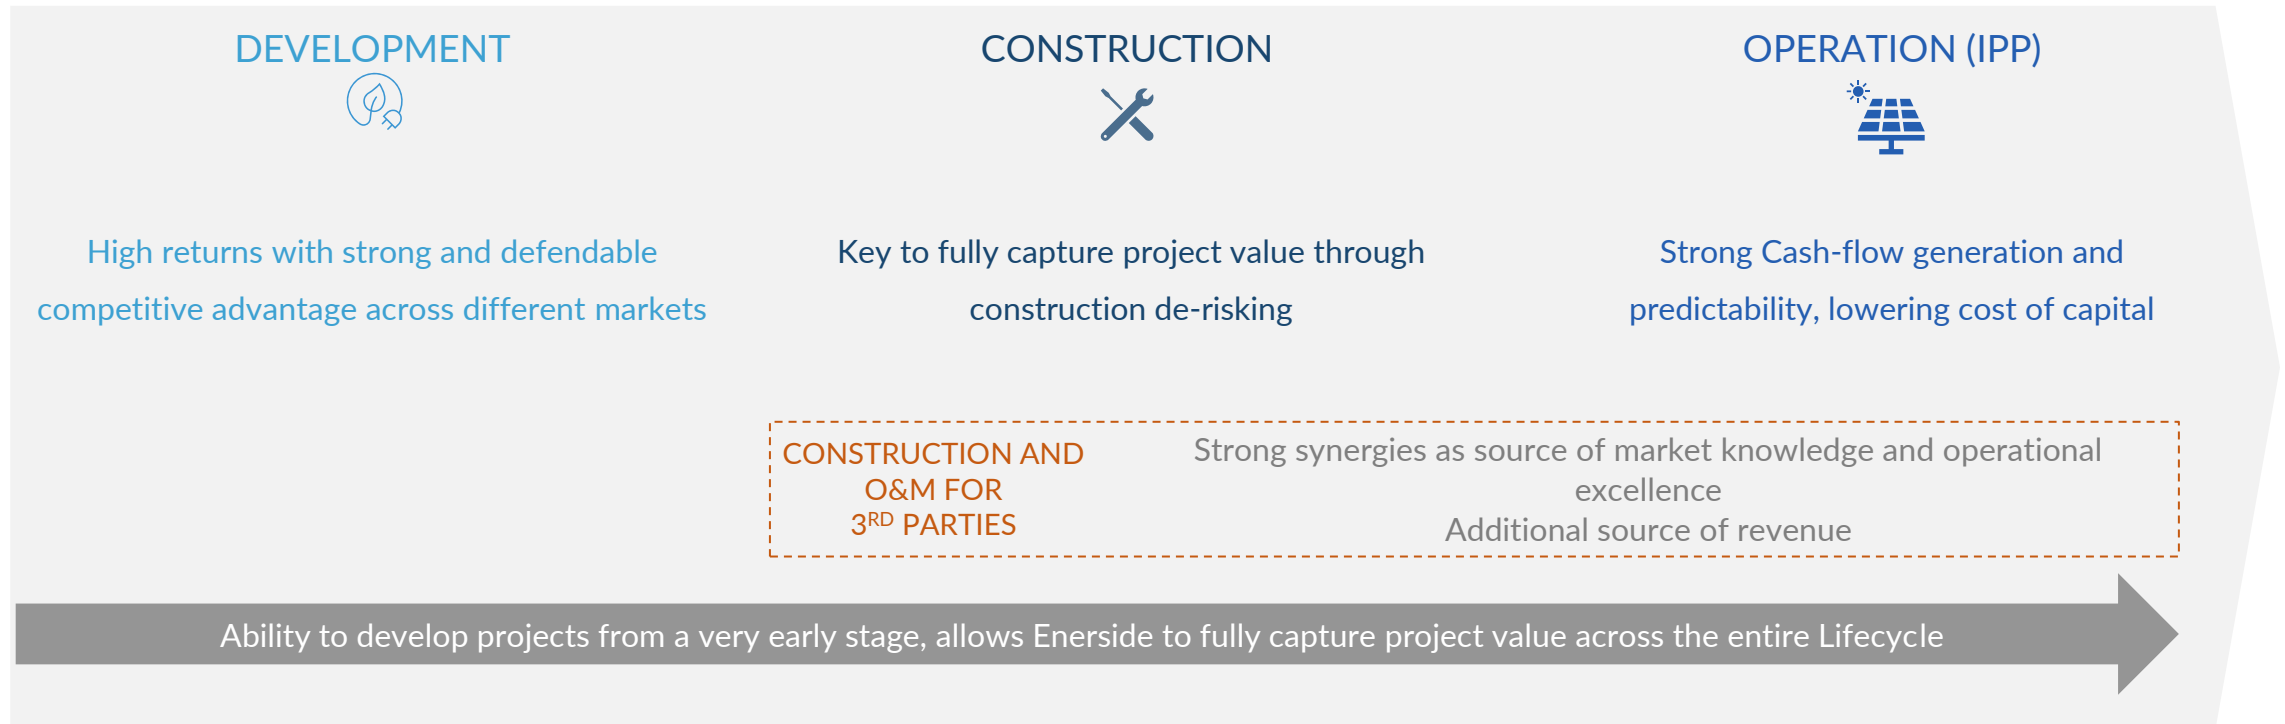 DEVELOPMENT
High returns with strong and defendable
competitive advantage across different markets
CONSTRUCTION
Key to fully capture project value through
construction de-risking
OPERATION (IPP)
Strong Cash-flow generation and
predictability, lowering cost of capital
CONSTRUCTION AND
O&M FOR
3RD PARTIES
Strong synergies as source of market knowledge and operational
excellence
Additional source of revenue
Ability to develop projects from a very early stage, allows Enerside to fully capture project value across the entire Lifecycle